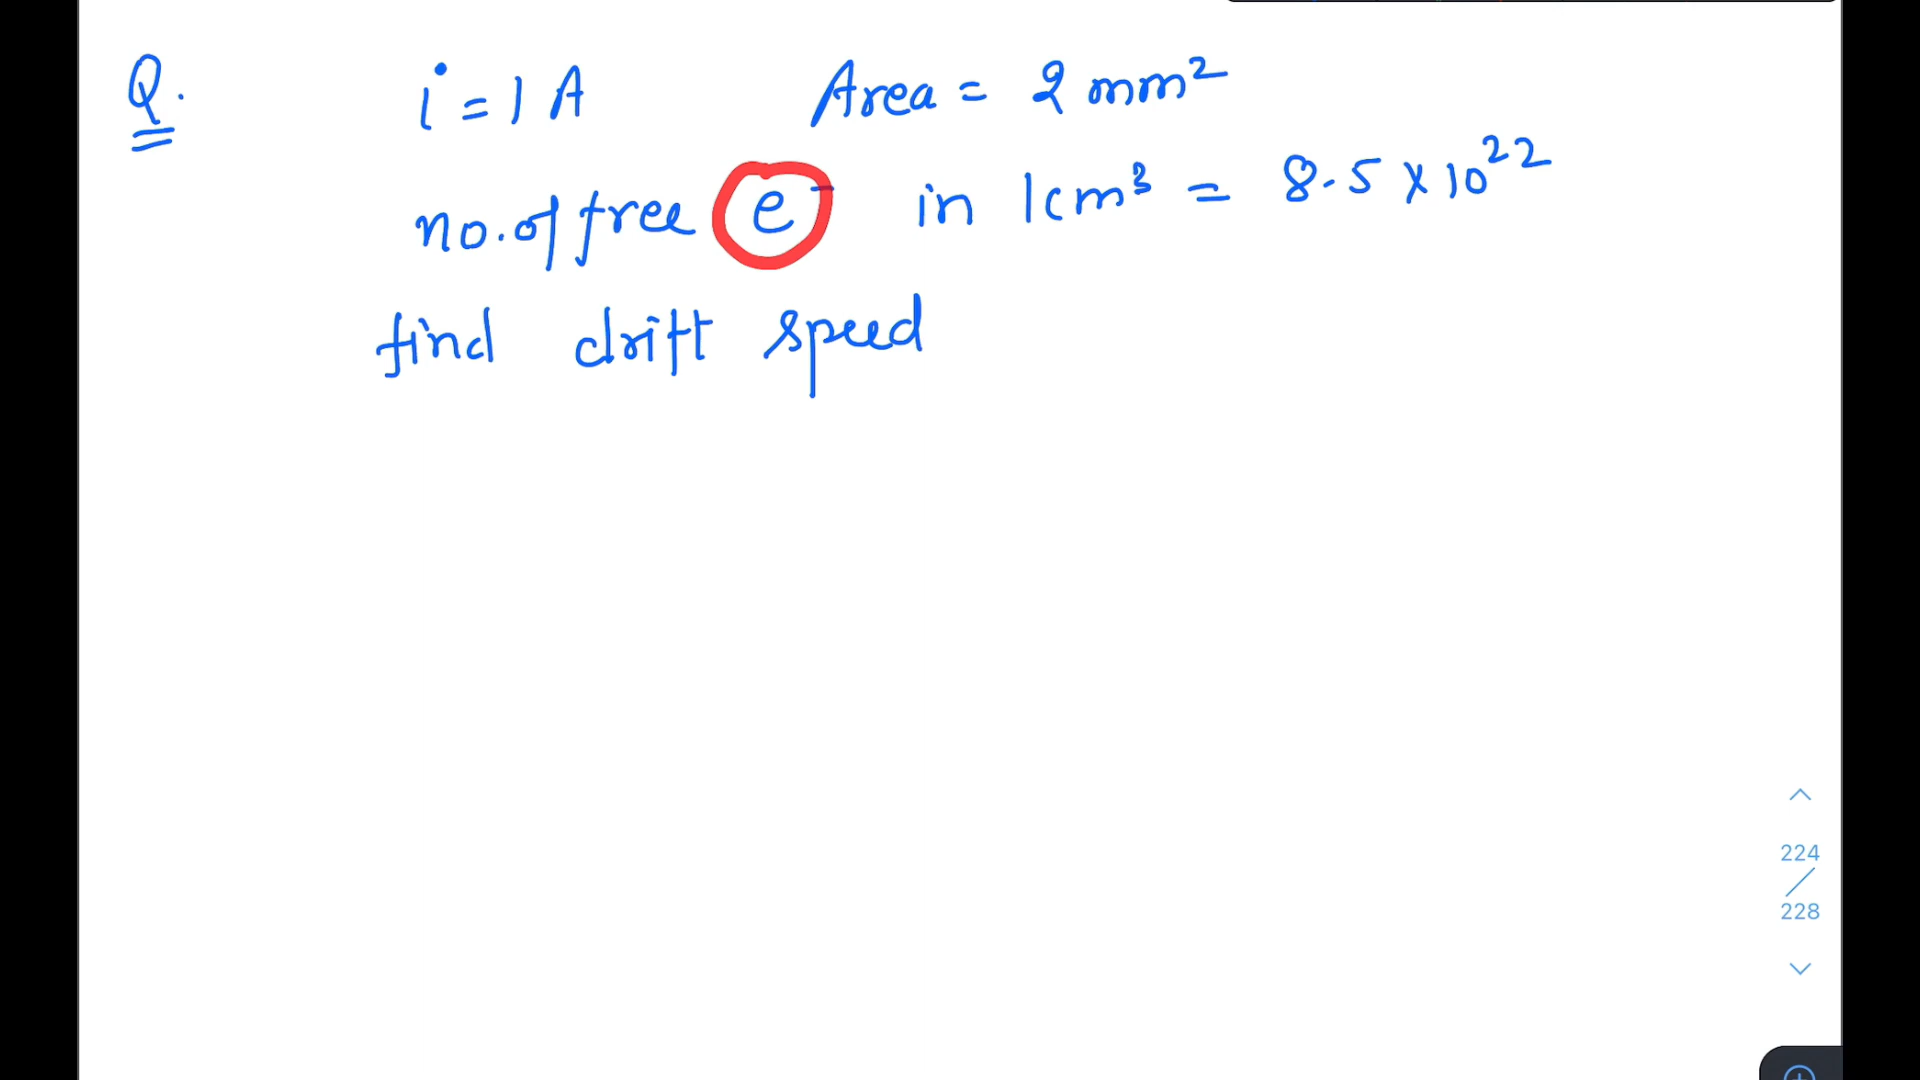 Q. i = 1 A Area = 2 mm²
no. of free e⁻ in 1cm³ = 8.5 × 10²²
find drift speed
224
/
228